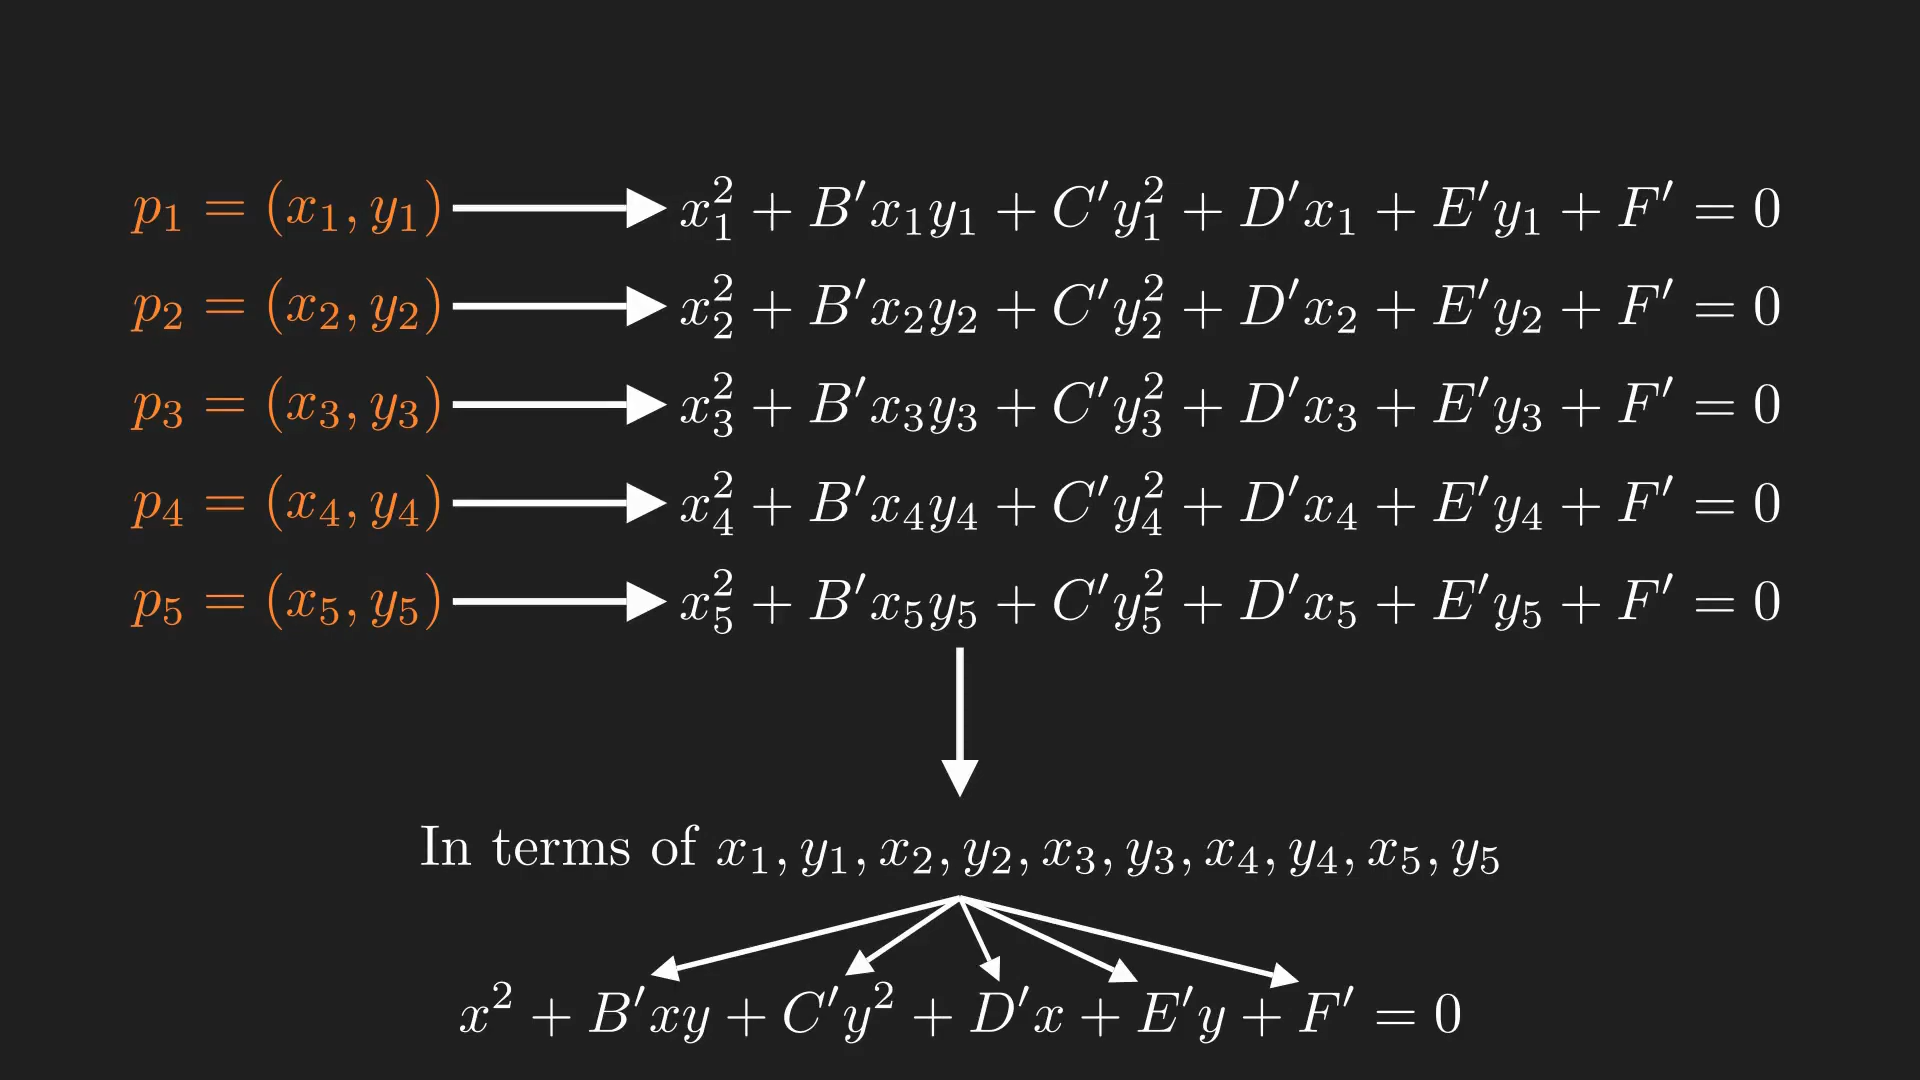 p₁ = (x₁, y₁) x₁² + B′x₁y₁ + C′y₁² + D′x₁ + E′y₁ + F′ = 0
p₂ = (x₂, y₂) x₂² + B′x₂y₂ + C′y₂² + D′x₂ + E′y₂ + F′ = 0
p₃ = (x₃, y₃) x₃² + B′x₃y₃ + C′y₃² + D′x₃ + E′y₃ + F′ = 0
p₄ = (x₄, y₄) x₄² + B′x₄y₄ + C′y₄² + D′x₄ + E′y₄ + F′ = 0
p₅ = (x₅, y₅) x₅² + B′x₅y₅ + C′y₅² + D′x₅ + E′y₅ + F′ = 0
In terms of x₁, y₁, x₂, y₂, x₃, y₃, x₄, y₄, x₅, y₅
x² + B′xy + C′y² + D′x + E′y + F′ = 0